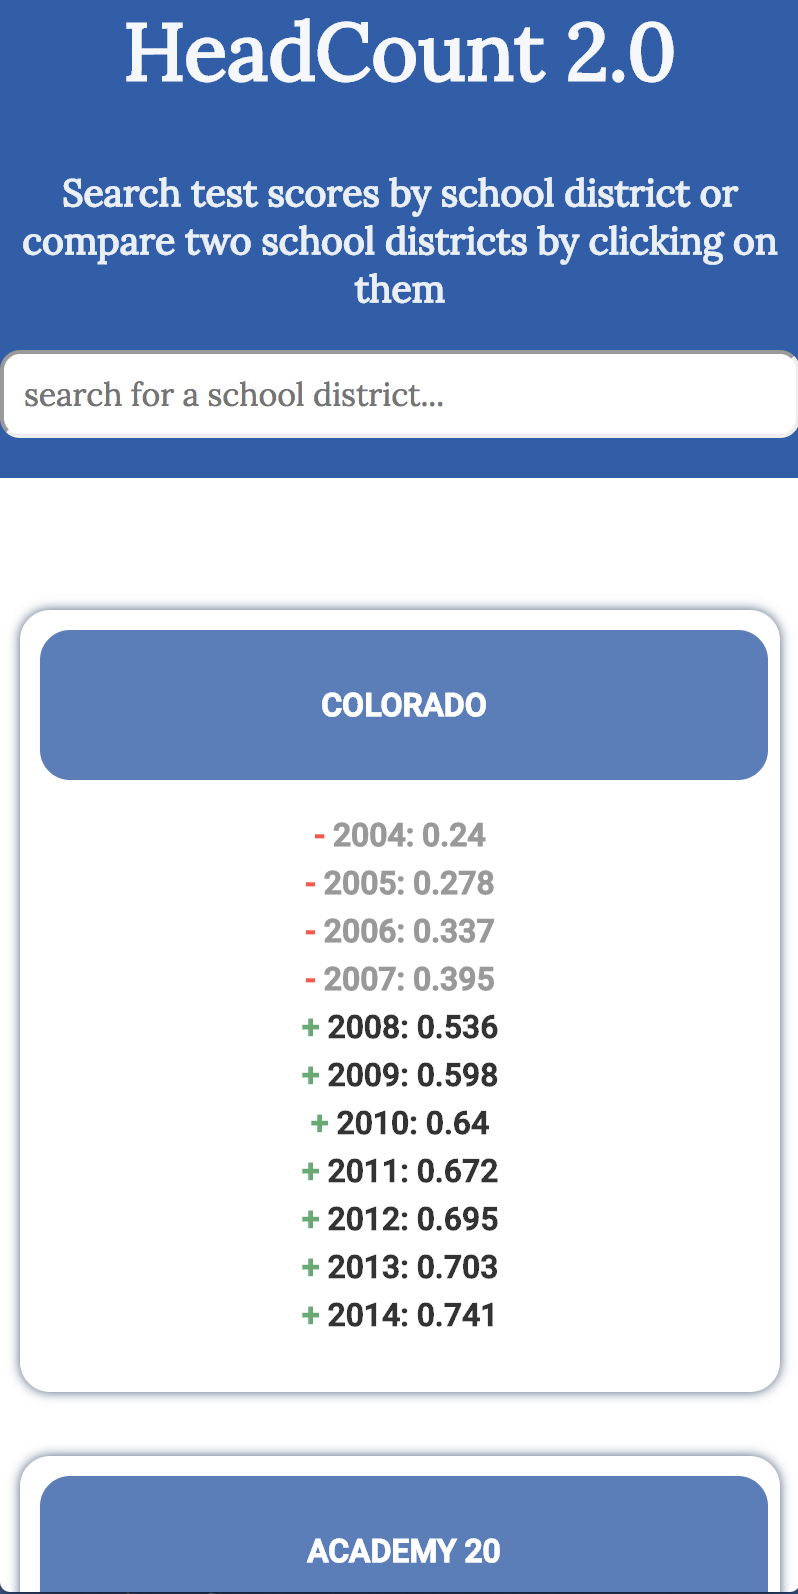 HeadCount 2.0
Search test scores by school district or
compare two school districts by clicking on
them
search for a school district...
COLORADO
- 2004: 0.24
- 2005: 0.278
- 2006: 0.337
- 2007: 0.395
+ 2008: 0.536
+ 2009: 0.598
+ 2010: 0.64
+ 2011: 0.672
+ 2012: 0.695
+ 2013: 0.703
+ 2014: 0.741
ACADEMY 20